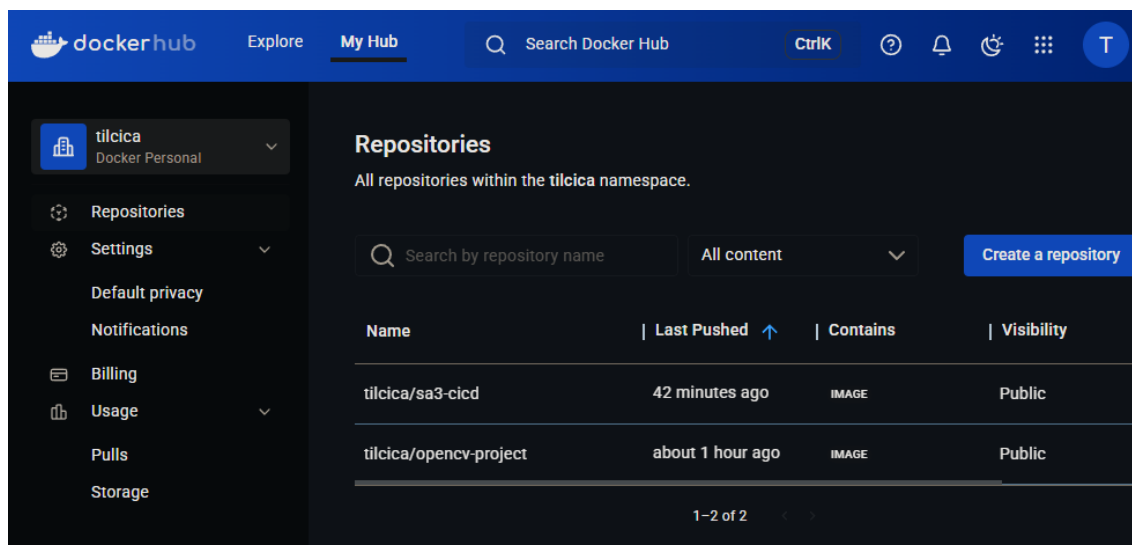 dockerhub Explore My Hub Search Docker Hub CtrlK T
tilcica
Docker Personal
Repositories
Settings
Default privacy
Notifications
Billing
Usage
Pulls
Storage
Repositories
All repositories within the tilcica namespace.
Search by repository name All content Create a repository
Name | Last Pushed | Contains | Visibility
tilcica/sa3-cicd 42 minutes ago IMAGE Public
tilcica/opencv-project about 1 hour ago IMAGE Public
1–2 of 2